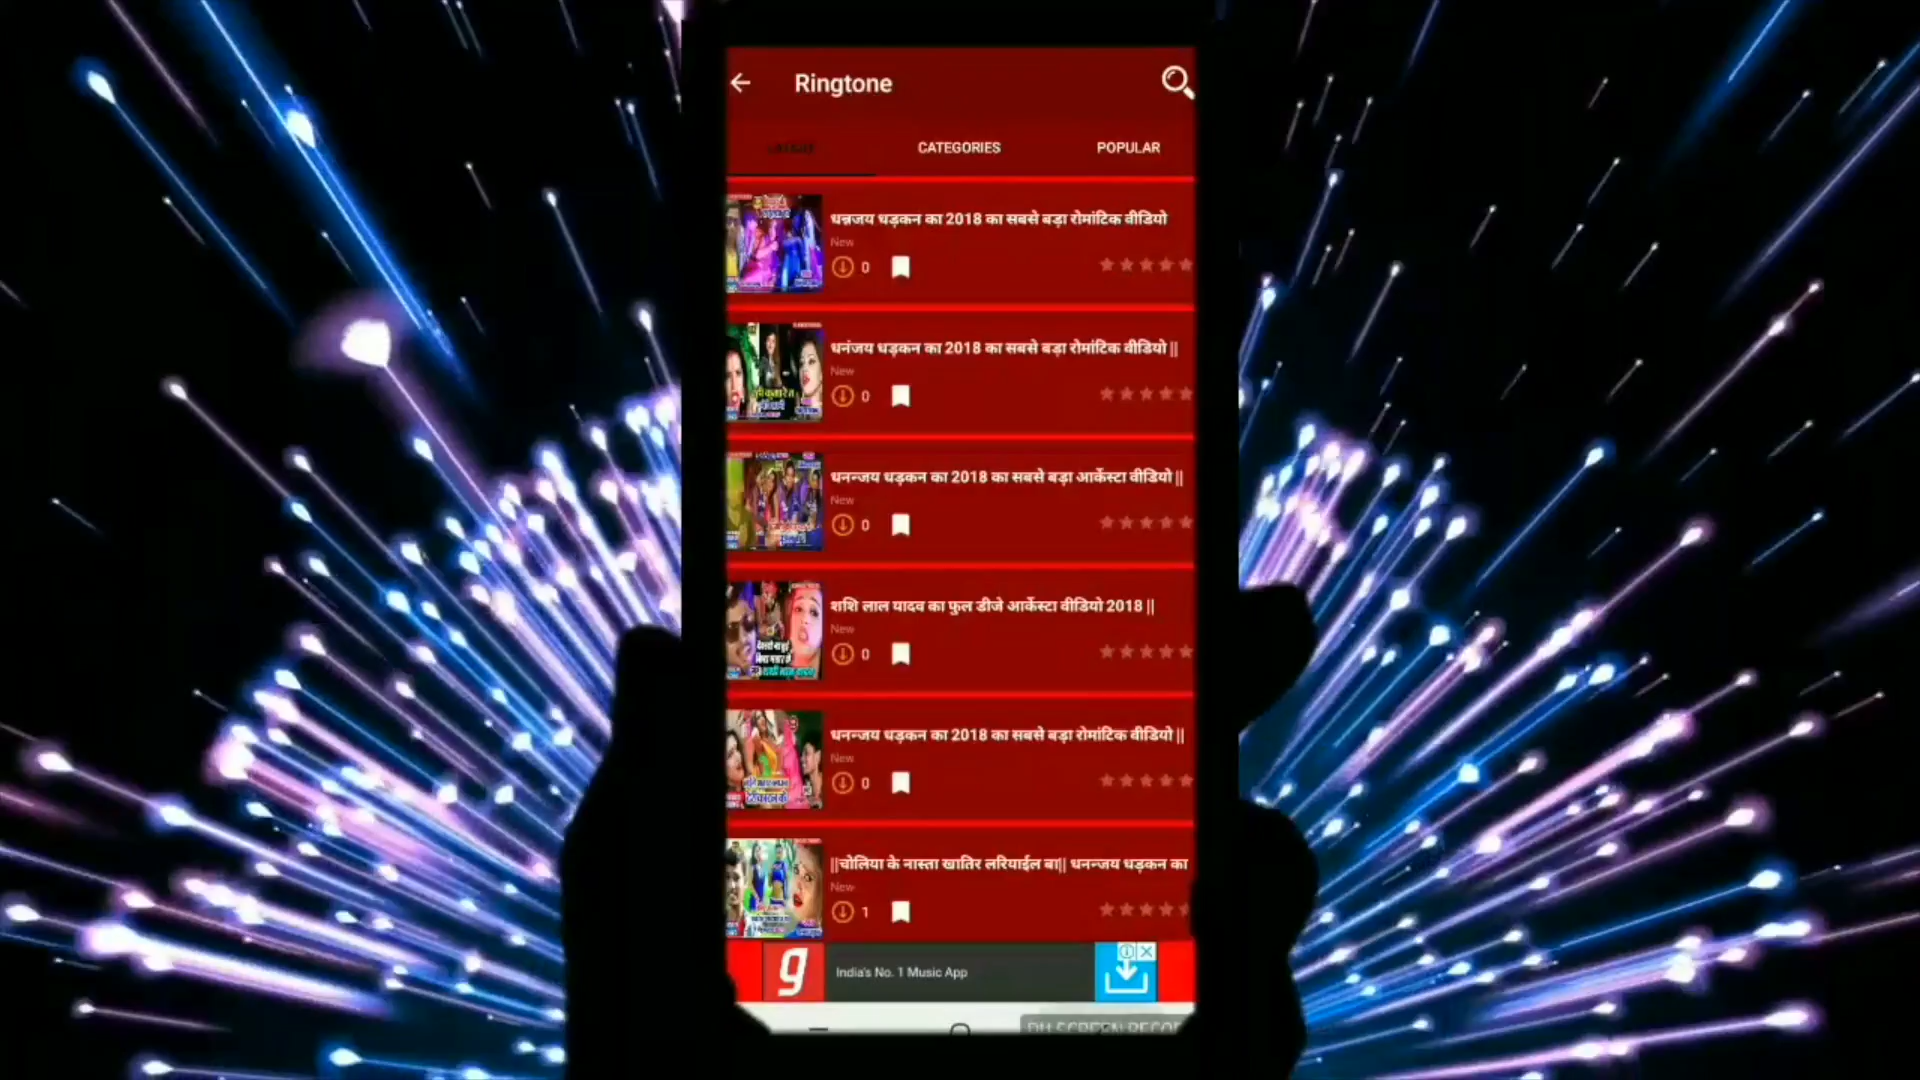 Ringtone
CATEGORIES
POPULAR
धन्नजय धड़कन का 2018 का सबसे बड़ा रोमांटिक वीडियो
New
0
धनंजय धड़कन का 2018 का सबसे बड़ा रोमांटिक वीडियो ||
New
0
धनन्जय धड़कन का 2018 का सबसे बड़ा आर्केस्टा वीडियो ||
New
0
शशि लाल यादव का फुल डीजे आर्केस्टा वीडियो 2018 ||
New
0
धनन्जय धड़कन का 2018 का सबसे बड़ा रोमांटिक वीडियो ||
New
0
||चोलिया के नास्ता खातिर लरियाईल बा|| धनन्जय धड़कन का
New
1
g
India's No. 1 Music App